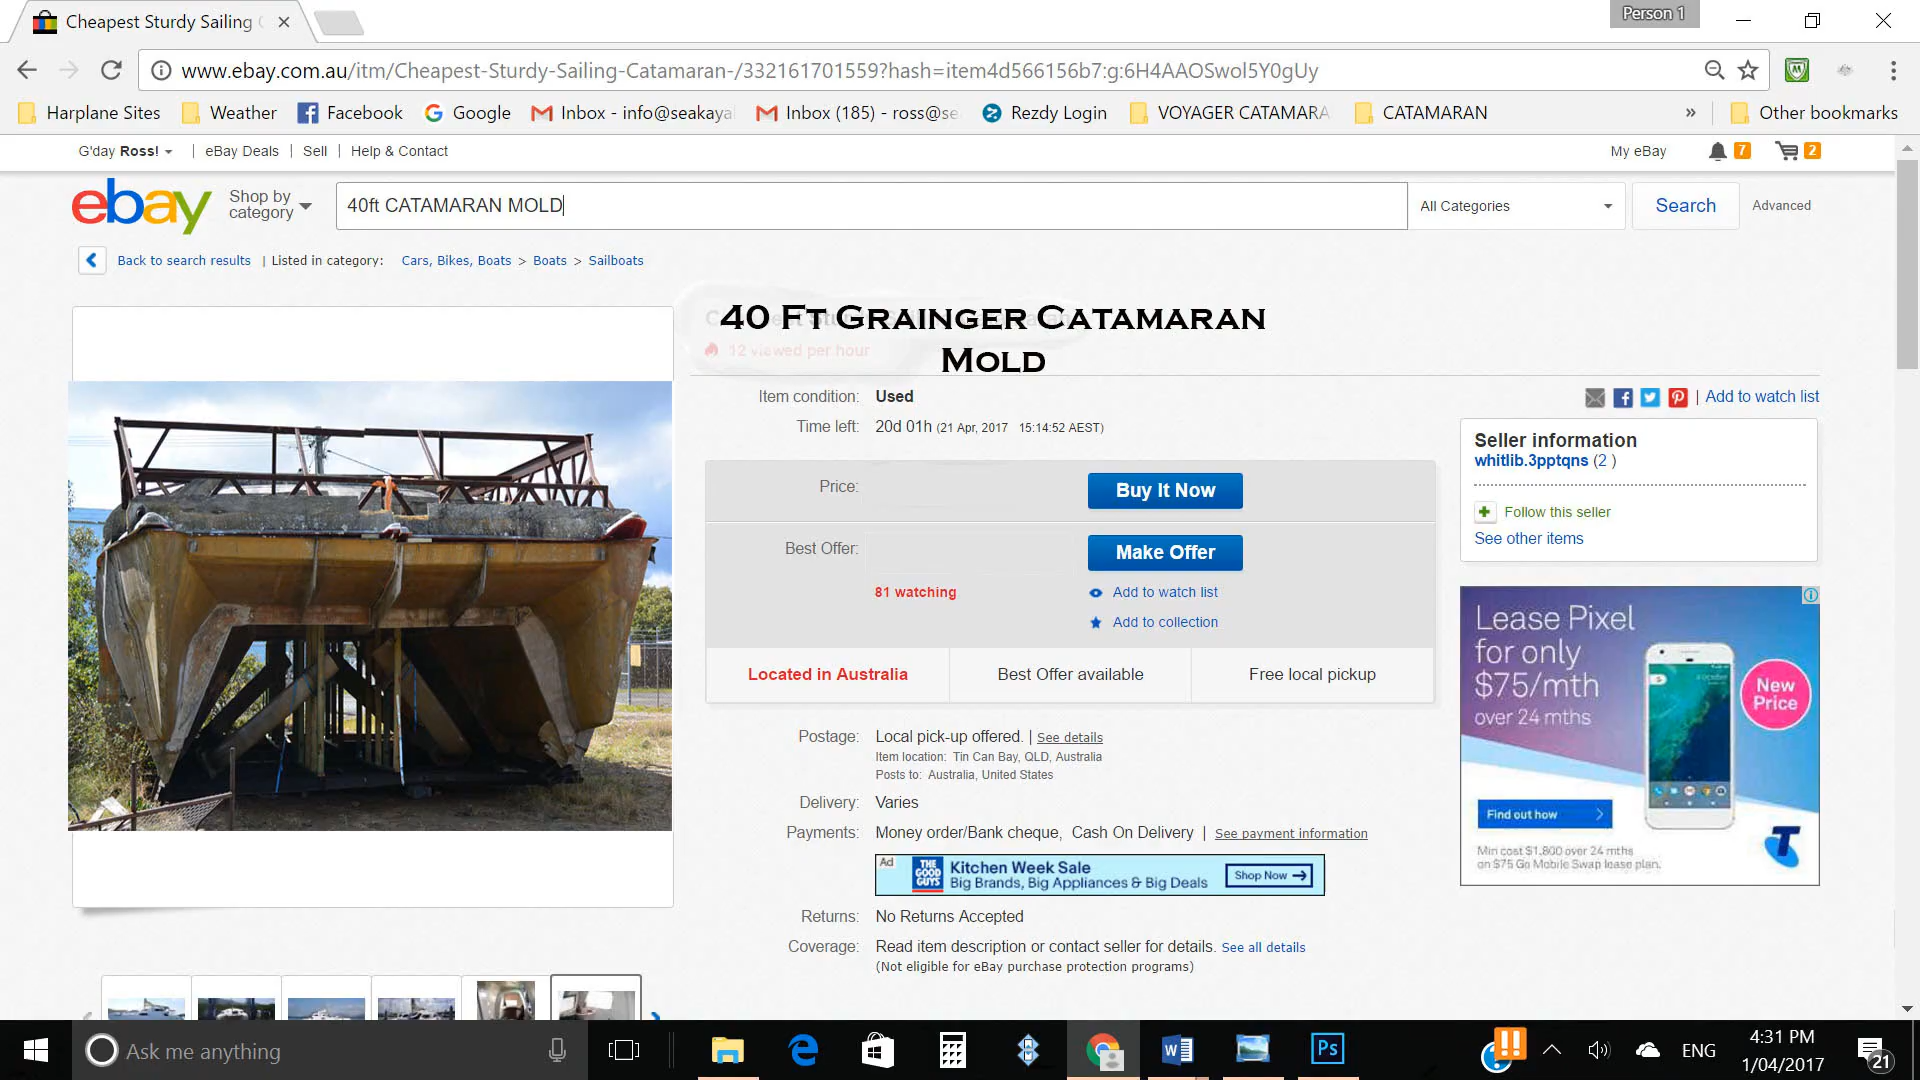 Cheapest Sturdy Sailing
Person 1
www.ebay.com.au/itm/Cheapest-Sturdy-Sailing-Catamaran-/332161701559?hash=item4d566156b7:g:6H4AAOSwol5Y0gUy
Harplane Sites
Weather
Facebook
Google
Inbox - info@seakaya
Inbox (185) - ross@se
Rezdy Login
VOYAGER CATAMARA
CATAMARAN
»
Other bookmarks
G'day Ross! | eBay Deals | Sell | Help & Contact
My eBay
7
2
ebay
Shop by
category
40ft CATAMARAN MOLD
All Categories
Search
Advanced
Back to search results | Listed in category: Cars, Bikes, Boats > Boats > Sailboats
40 Ft Grainger Catamaran
Mold
12 viewed per hour
Item condition: Used
Time left: 20d 01h (21 Apr, 2017 15:14:52 AEST)
| Add to watch list
Price:
Buy It Now
Best Offer:
Make Offer
81 watching
Add to watch list
Add to collection
Located in Australia
Best Offer available
Free local pickup
Postage: Local pick-up offered. | See details
Item location: Tin Can Bay, QLD, Australia
Posts to: Australia, United States
Delivery: Varies
Payments: Money order/Bank cheque, Cash On Delivery | See payment information
Ad
THE
GOOD
GUYS
Kitchen Week Sale
Big Brands, Big Appliances & Big Deals
Shop Now
Returns: No Returns Accepted
Coverage: Read item description or contact seller for details. See all details
(Not eligible for eBay purchase protection programs)
Seller information
whitlib.3pptqns (2 )
Follow this seller
See other items
Lease Pixel
for only
$75/mth
over 24 mths
New
Price
Find out now
Min cost $1,800 over 24 mths
on $75 Go Mobile Swap lease plan.
T
Ask me anything
W
Ps
ENG
4:31 PM
1/04/2017
21